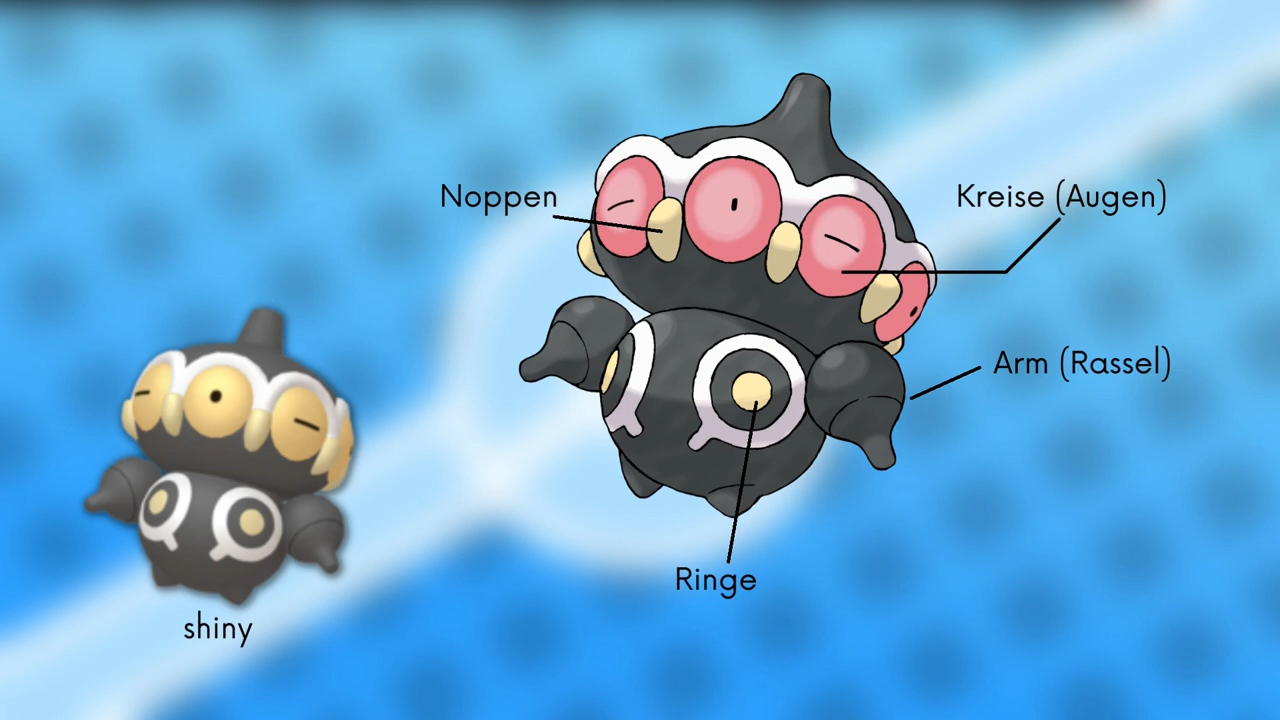 Noppen
Kreise (Augen)
Arm (Rassel)
Ringe
shiny